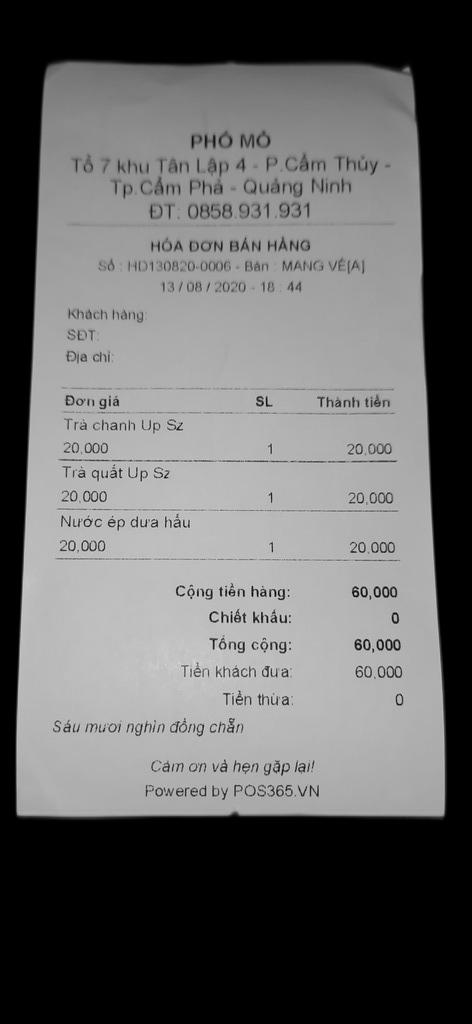 PHỐ MỎ
Tổ 7 khu Tân Lập 4 - P.Cẩm Thủy -
Tp.Cẩm Phả - Quảng Ninh
ĐT: 0858.931.931
HÓA ĐƠN BÁN HÀNG
Số : HD130820-0006 - Bàn : MANG VỀ[A]
13 / 08 / 2020 - 18 : 44
Khách hàng:
SĐT:
Địa chỉ:
Đơn giá SL Thành tiền
Trà chanh Up Sz
20,000 1 20,000
Trà quất Up Sz
20,000 1 20,000
Nước ép dưa hấu
20,000 1 20,000
Cộng tiền hàng: 60,000
Chiết khấu: 0
Tổng cộng: 60,000
Tiền khách đưa: 60,000
Tiền thừa: 0
Sáu mươi nghìn đồng chẵn
Cảm ơn và hẹn gặp lại!
Powered by POS365.VN